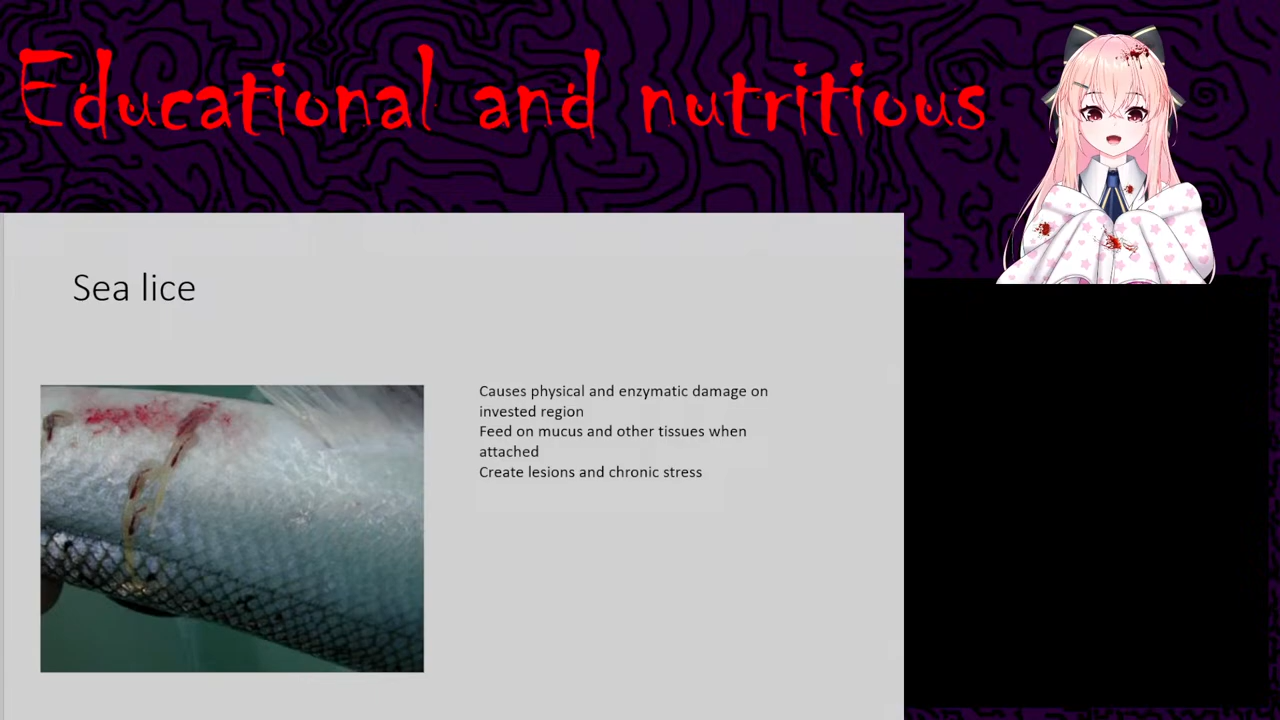 Educational and nutritious
Sea lice
Causes physical and enzymatic damage on
invested region
Feed on mucus and other tissues when
attached
Create lesions and chronic stress